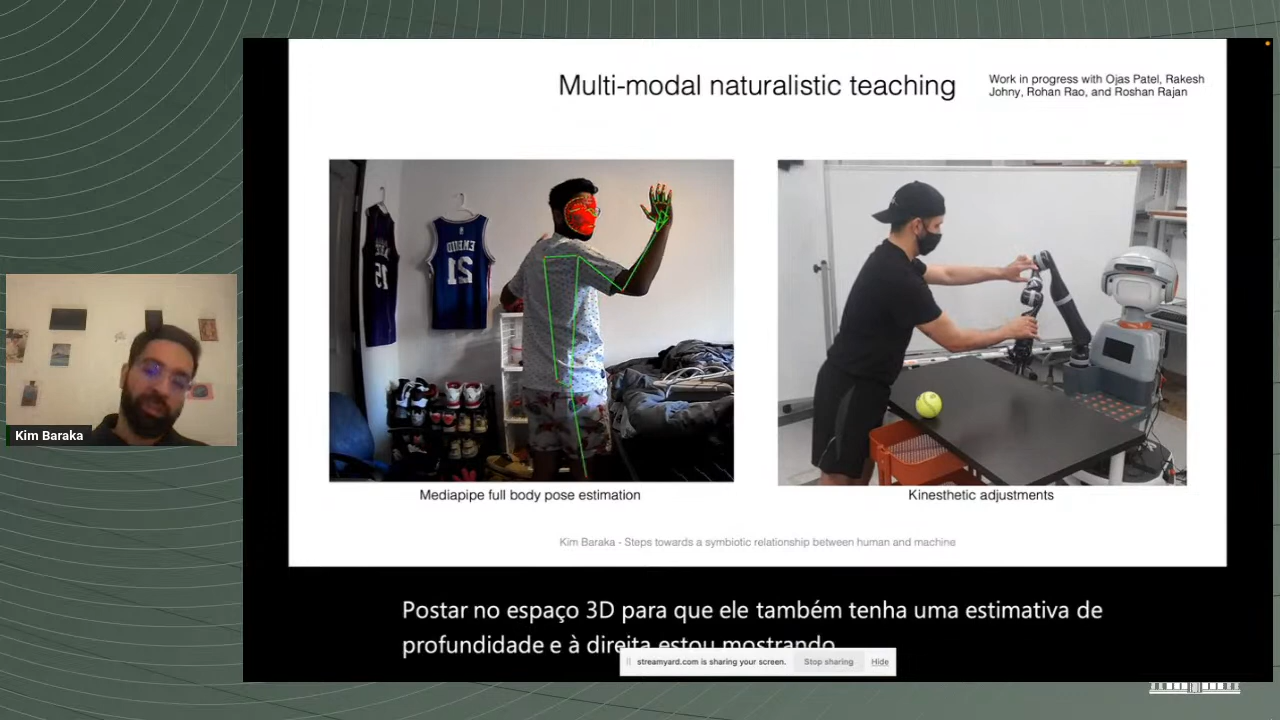 Multi-modal naturalistic teaching
Work in progress with Ojas Patel, Rakesh
Johny, Rohan Rao, and Roshan Rajan
21
15
Mediapipe full body pose estimation
Kinesthetic adjustments
Kim Baraka - Steps towards a symbiotic relationship between human and machine
Kim Baraka
Postar no espaço 3D para que ele também tenha uma estimativa de
profundidade e à direita estou mostrando
streamyard.com is sharing your screen.
Stop sharing
Hide